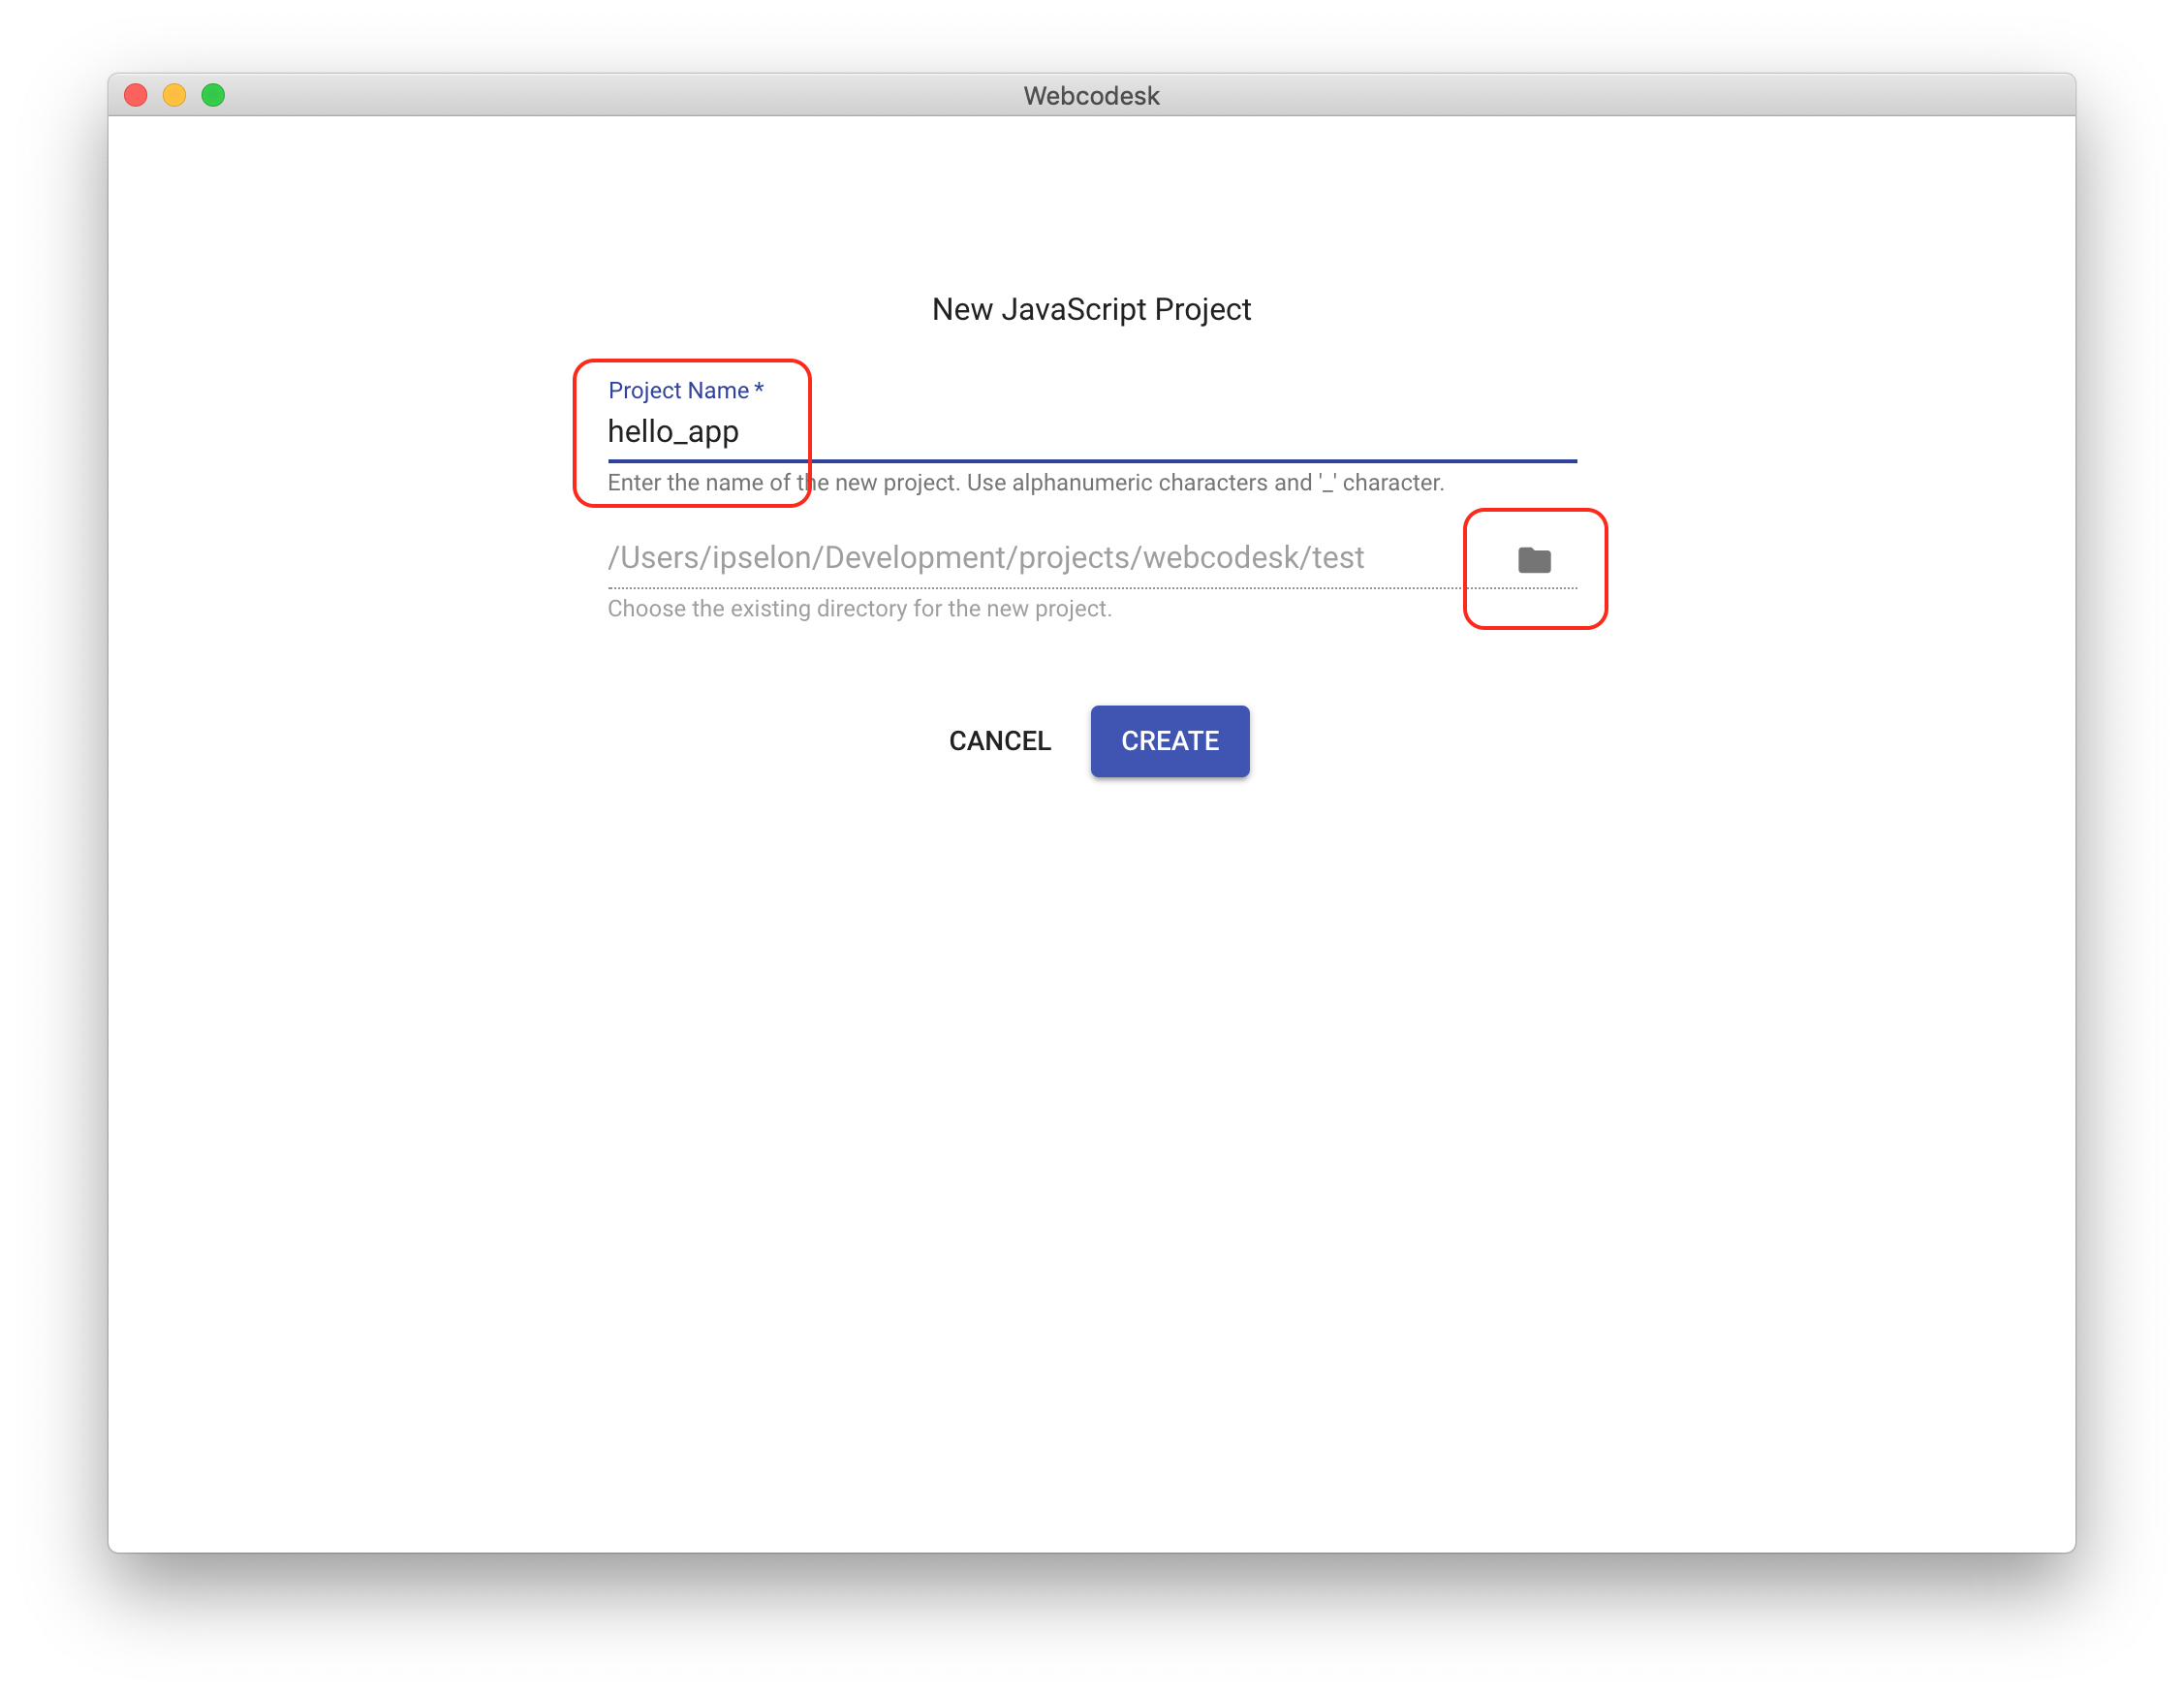 Webcodesk
New JavaScript Project
Project Name *
hello_app
Enter the name of the new project. Use alphanumeric characters and '_' character.
/Users/ipselon/Development/projects/webcodesk/test
Choose the existing directory for the new project.
CANCEL CREATE